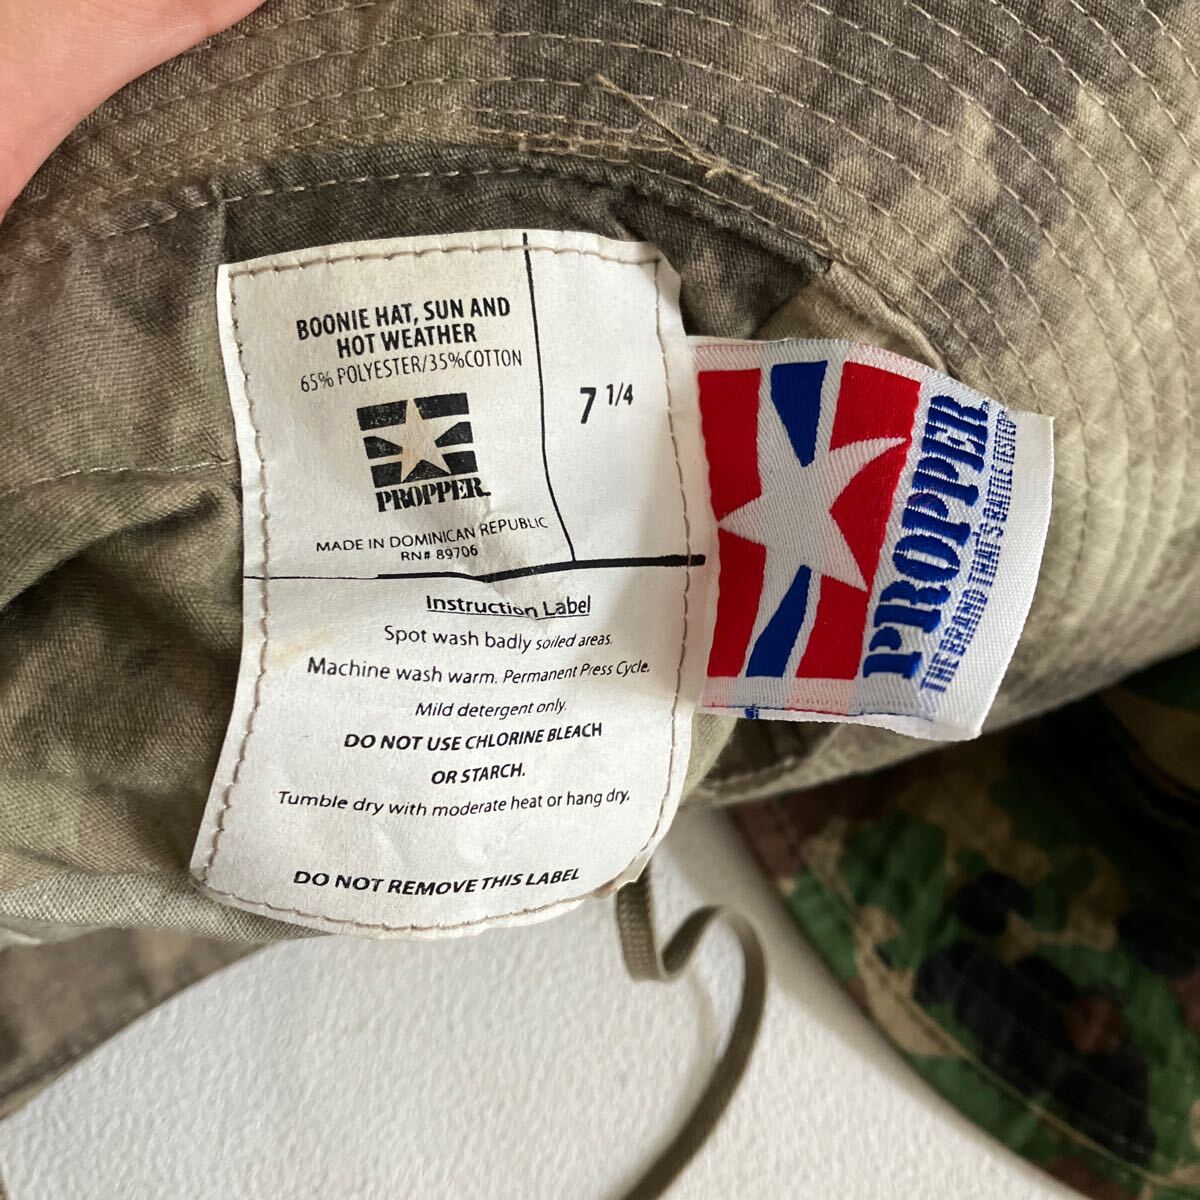 BOONIE HAT, SUN AND
HOT WEATHER
65% POLYESTER/35%COTTON
PROPPER
MADE IN DOMINICAN REPUBLIC
RN# 89706
7 1/4
Instruction Label
Spot wash badly soiled areas.
Machine wash warm. Permanent Press Cycle.
Mild detergent only.
DO NOT USE CHLORINE BLEACH
OR STARCH.
Tumble dry with moderate heat or hang dry.
DO NOT REMOVE THIS LABEL
PROPPER
THE BRAND THAT'S BATTLE TESTED